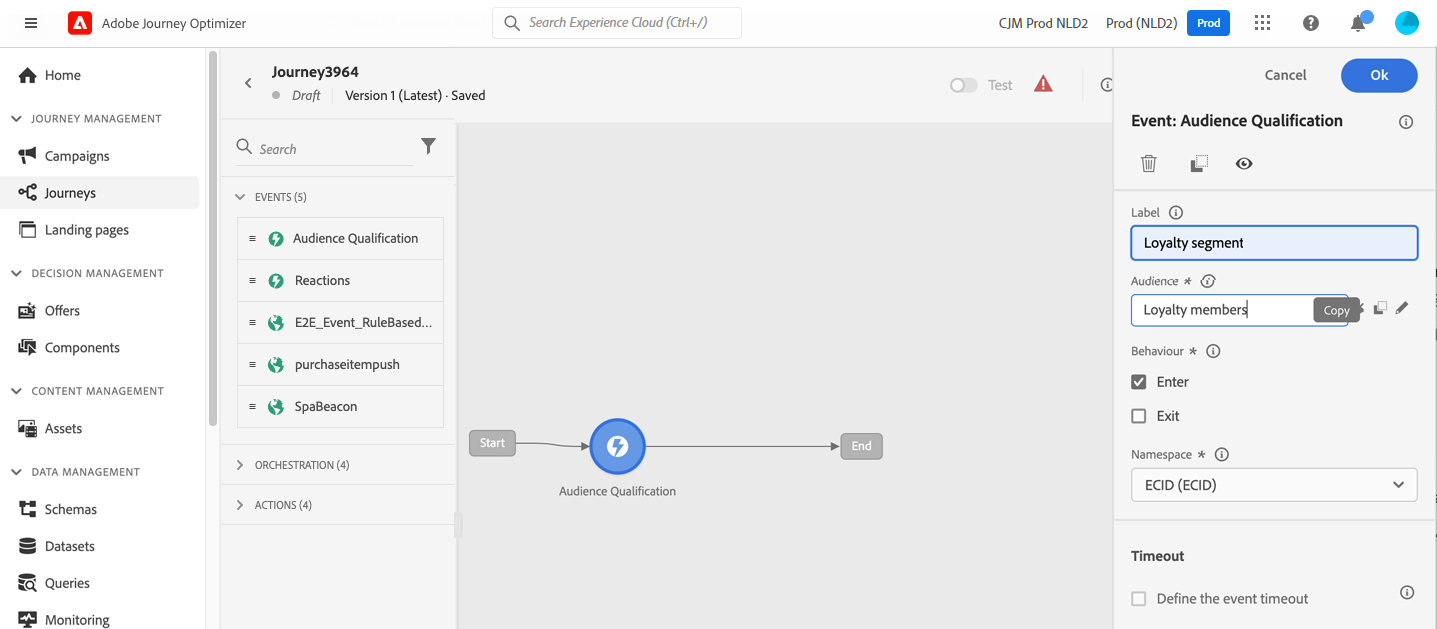 Adobe Journey Optimizer
Search Experience Cloud (Ctrl+/)
CJM Prod NLD2
Prod (NLD2)
Prod
Home
JOURNEY MANAGEMENT
Campaigns
Journeys
Landing pages
DECISION MANAGEMENT
Offers
Components
CONTENT MANAGEMENT
Assets
DATA MANAGEMENT
Schemas
Datasets
Queries
Monitoring
Journey3964
Draft
Version 1 (Latest) · Saved
Test
Search
EVENTS (5)
Audience Qualification
Reactions
E2E_Event_RuleBased...
purchaseitempush
SpaBeacon
ORCHESTRATION (4)
ACTIONS (4)
Start
Audience Qualification
End
Cancel
Ok
Event: Audience Qualification
Label
Loyalty segment
Audience *
Loyalty members
Copy
Behaviour *
Enter
Exit
Namespace *
ECID (ECID)
Timeout
Define the event timeout